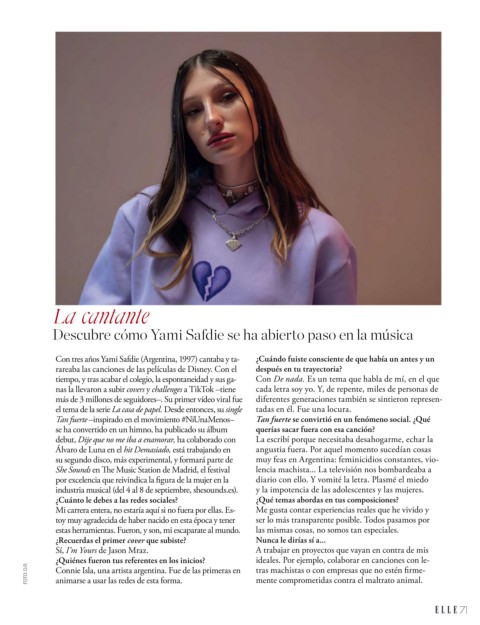 La cantante
Descubre cómo Yami Safdie se ha abierto paso en la música
Con tres años Yami Safdie (Argentina, 1997) cantaba y ta-
rareaba las canciones de las películas de Disney. Con el
tiempo, y tras acabar el colegio, la espontaneidad y sus ga-
nas la llevaron a subir covers y challenges a TikTok –tiene
más de 3 millones de seguidores–. Su primer vídeo viral fue
el tema de la serie La casa de papel. Desde entonces, su single
Tan fuerte –inspirado en el movimiento #NiUnaMenos–
se ha convertido en un himno, ha publicado su álbum
debut, Dije que no me iba a enamorar, ha colaborado con
Álvaro de Luna en el hit Demasiado, está trabajando en
su segundo disco, más experimental, y formará parte de
She Sounds en The Music Station de Madrid, el festival
por excelencia que reivindica la figura de la mujer en la
industria musical (del 4 al 8 de septiembre, shesounds.es).
¿Cuánto le debes a las redes sociales?
Mi carrera entera, no estaría aquí si no fuera por ellas. Es-
toy muy agradecida de haber nacido en esta época y tener
estas herramientas. Fueron, y son, mi escaparate al mundo.
¿Recuerdas el primer cover que subiste?
Sí, I'm Yours de Jason Mraz.
¿Quiénes fueron tus referentes en los inicios?
Connie Isla, una artista argentina. Fue de las primeras en
animarse a usar las redes de esta forma.
¿Cuándo fuiste consciente de que había un antes y un
después en tu trayectoria?
Con De nada. Es un tema que habla de mí, en el que
cada letra soy yo. Y, de repente, miles de personas de
diferentes generaciones también se sintieron represen-
tadas en él. Fue una locura.
Tan fuerte se convirtió en un fenómeno social. ¿Qué
querías sacar fuera con esa canción?
La escribí porque necesitaba desahogarme, echar la
angustia fuera. Por aquel momento sucedían cosas
muy feas en Argentina: feminicidios constantes, vio-
lencia machista... La televisión nos bombardeaba a
diario con ello. Y vomité la letra. Plasmé el miedo
y la impotencia de las adolescentes y las mujeres.
¿Qué temas abordas en tus composiciones?
Me gusta contar experiencias reales que he vivido y
ser lo más transparente posible. Todos pasamos por
las mismas cosas, no somos tan especiales.
Nunca le dirías sí a...
A trabajar en proyectos que vayan en contra de mis
ideales. Por ejemplo, colaborar en canciones con le-
tras machistas o con empresas que no estén firme-
mente comprometidas contra el maltrato animal.
FOTO: D.R.
ELLE 71